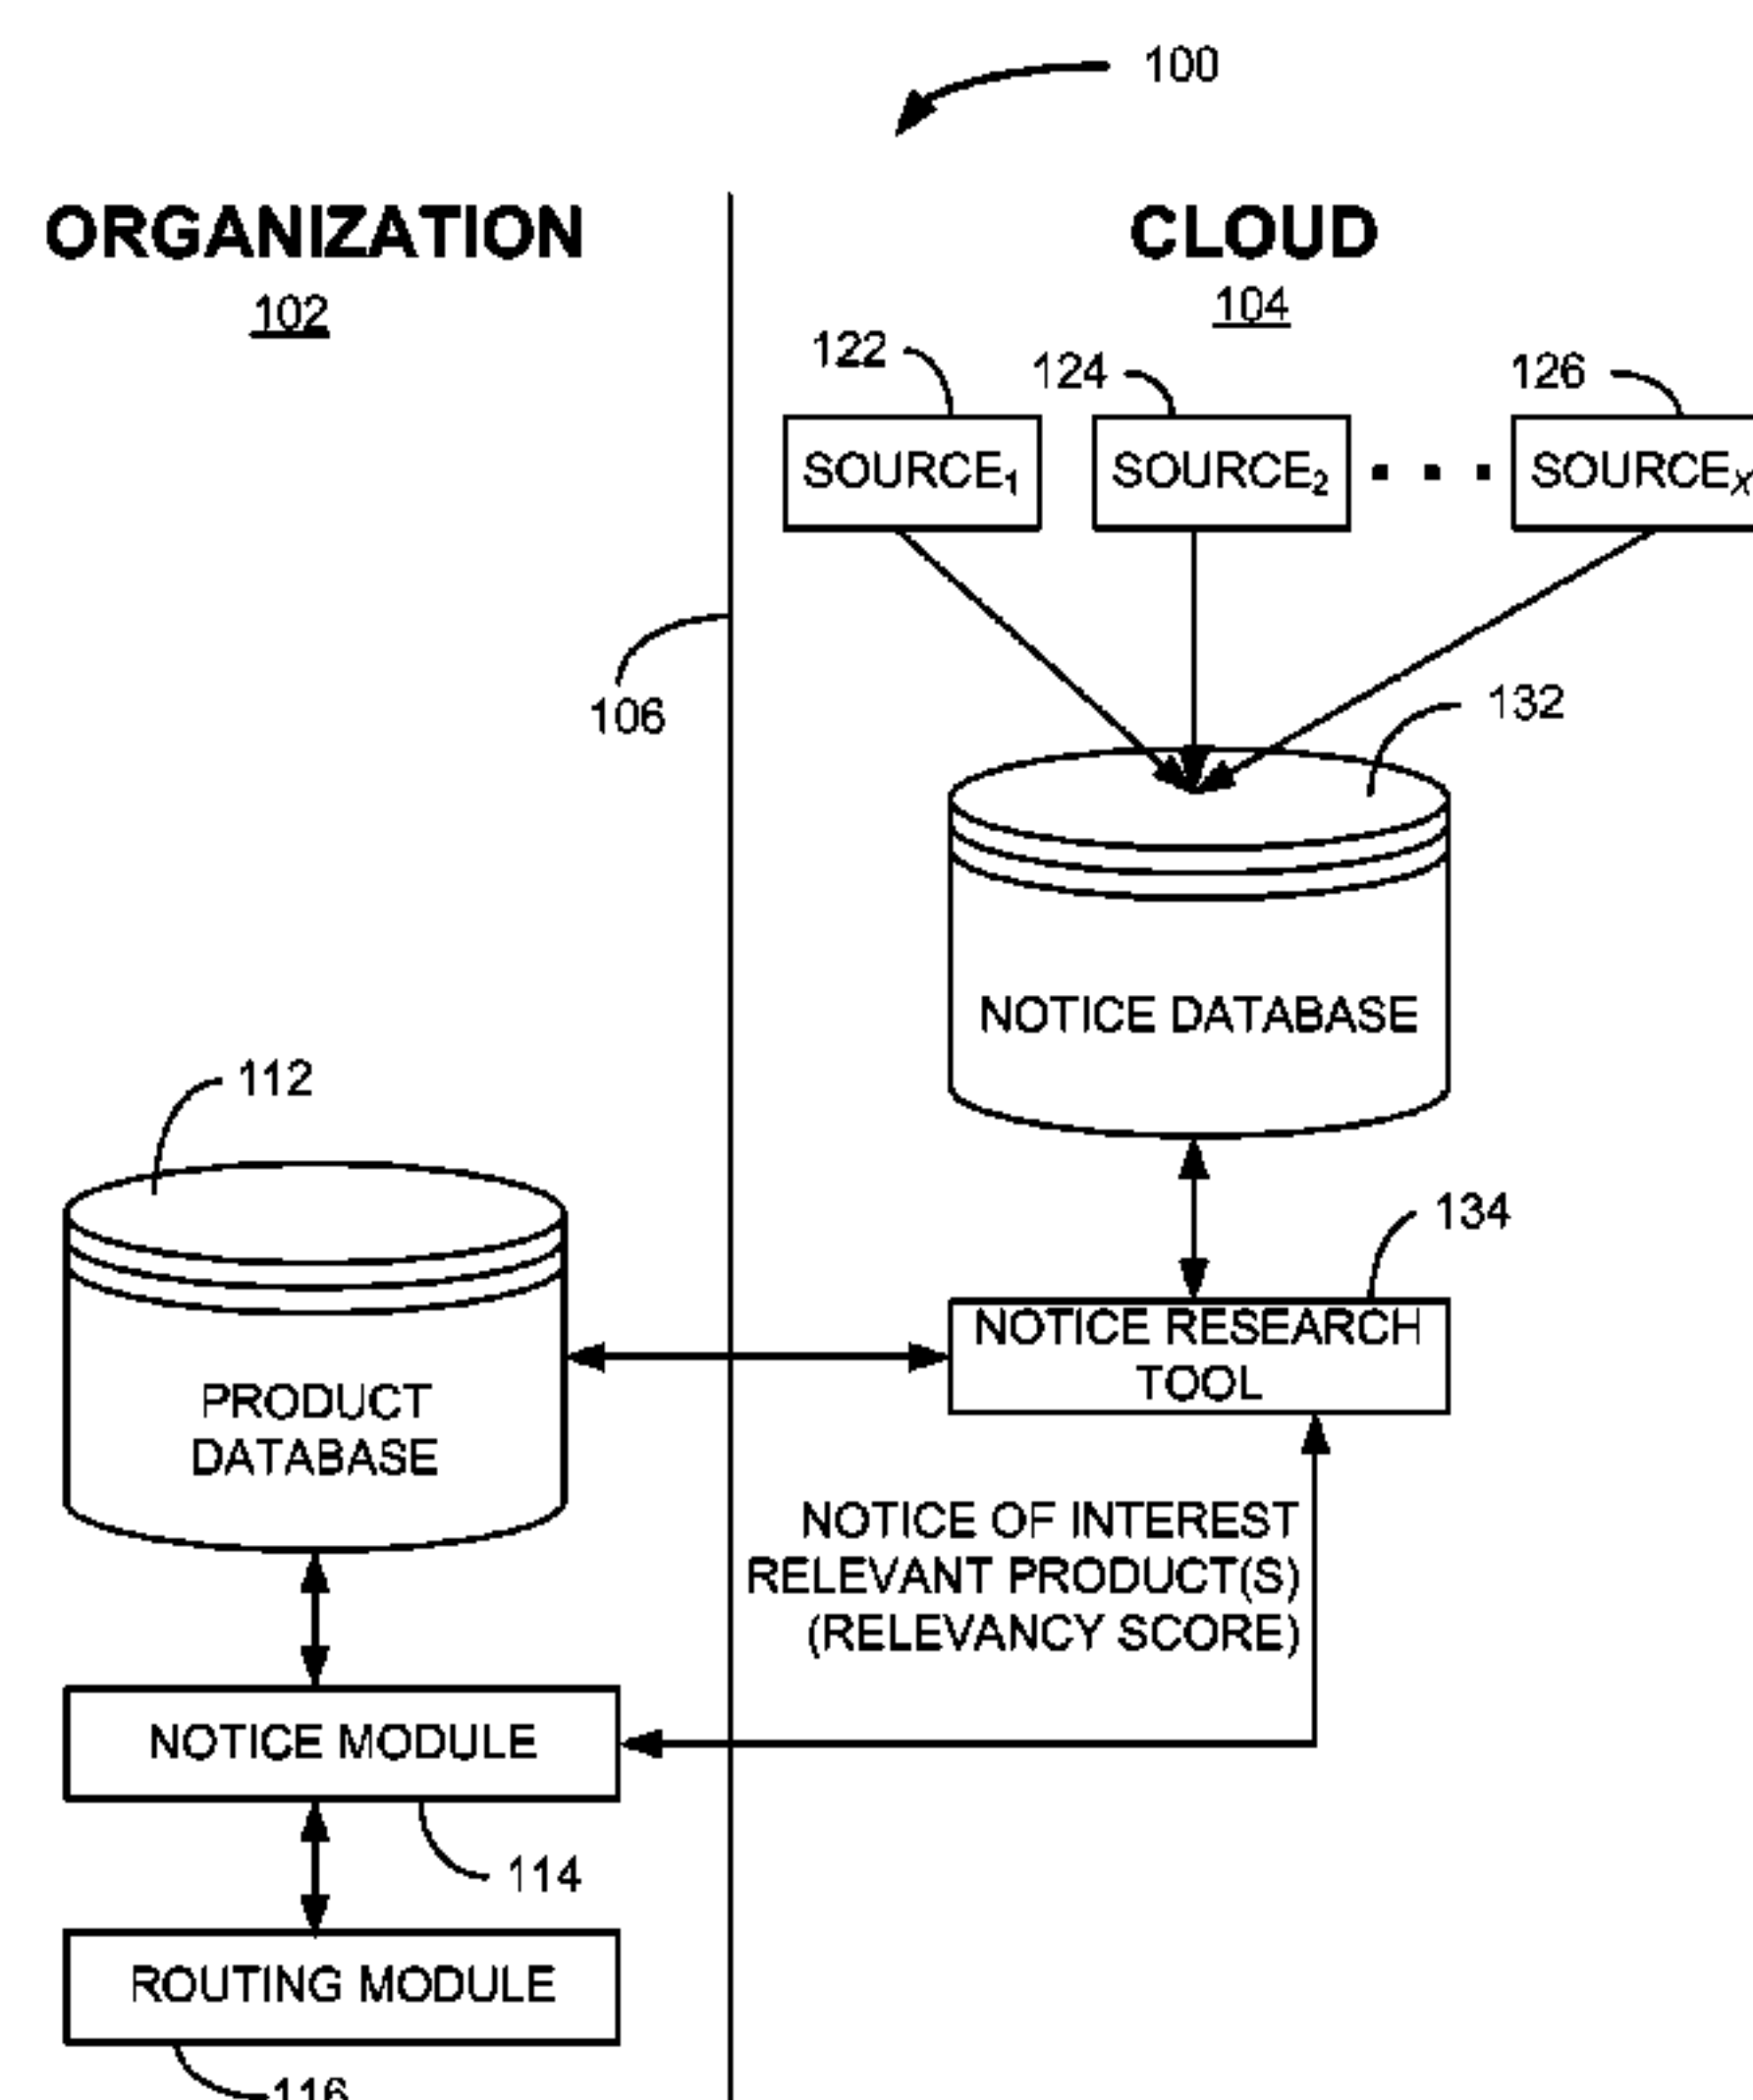 100
ORGANIZATION
CLOUD
102
104
122
124
126
SOURCE₁
SOURCE₂
. . .
SOURCEₓ
106
132
NOTICE DATABASE
112
134
NOTICE RESEARCH
TOOL
PRODUCT
DATABASE
NOTICE OF INTEREST
RELEVANT PRODUCT(S)
(RELEVANCY SCORE)
NOTICE MODULE
114
ROUTING MODULE
116